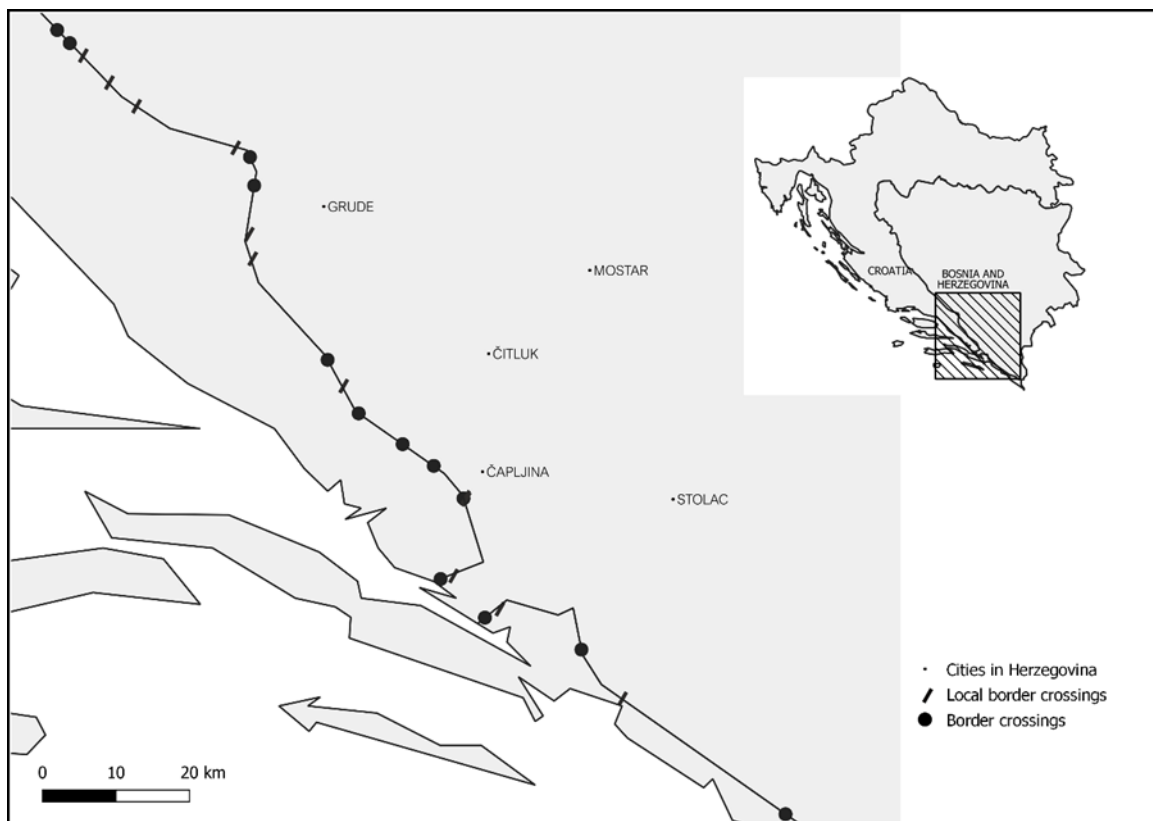 GRUDE
MOSTAR
CROATIA
BOSNIA AND
HERZEGOVINA
ČITLUK
ČAPLJINA
STOLAC
Cities in Herzegovina
Local border crossings
Border crossings
0 10 20 km